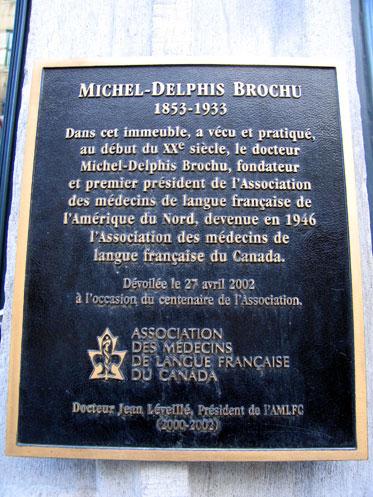 MICHEL-DELPHIS BROCHU
1853-1933
Dans cet immeuble, a vécu et pratiqué,
au début du XXe siècle, le docteur
Michel-Delphis Brochu, fondateur
et premier président de l'Association
des médecins de langue française de
l'Amérique du Nord, devenue en 1946
l'Association des médecins de
langue française du Canada.
Dévoilée le 27 avril 2002
à l'occasion du centenaire de l'Association.
ASSOCIATION
DES MÉDECINS
DE LANGUE FRANÇAISE
DU CANADA
Docteur Jean Léveillé, Président de l'AMLFC
(2000-2002)